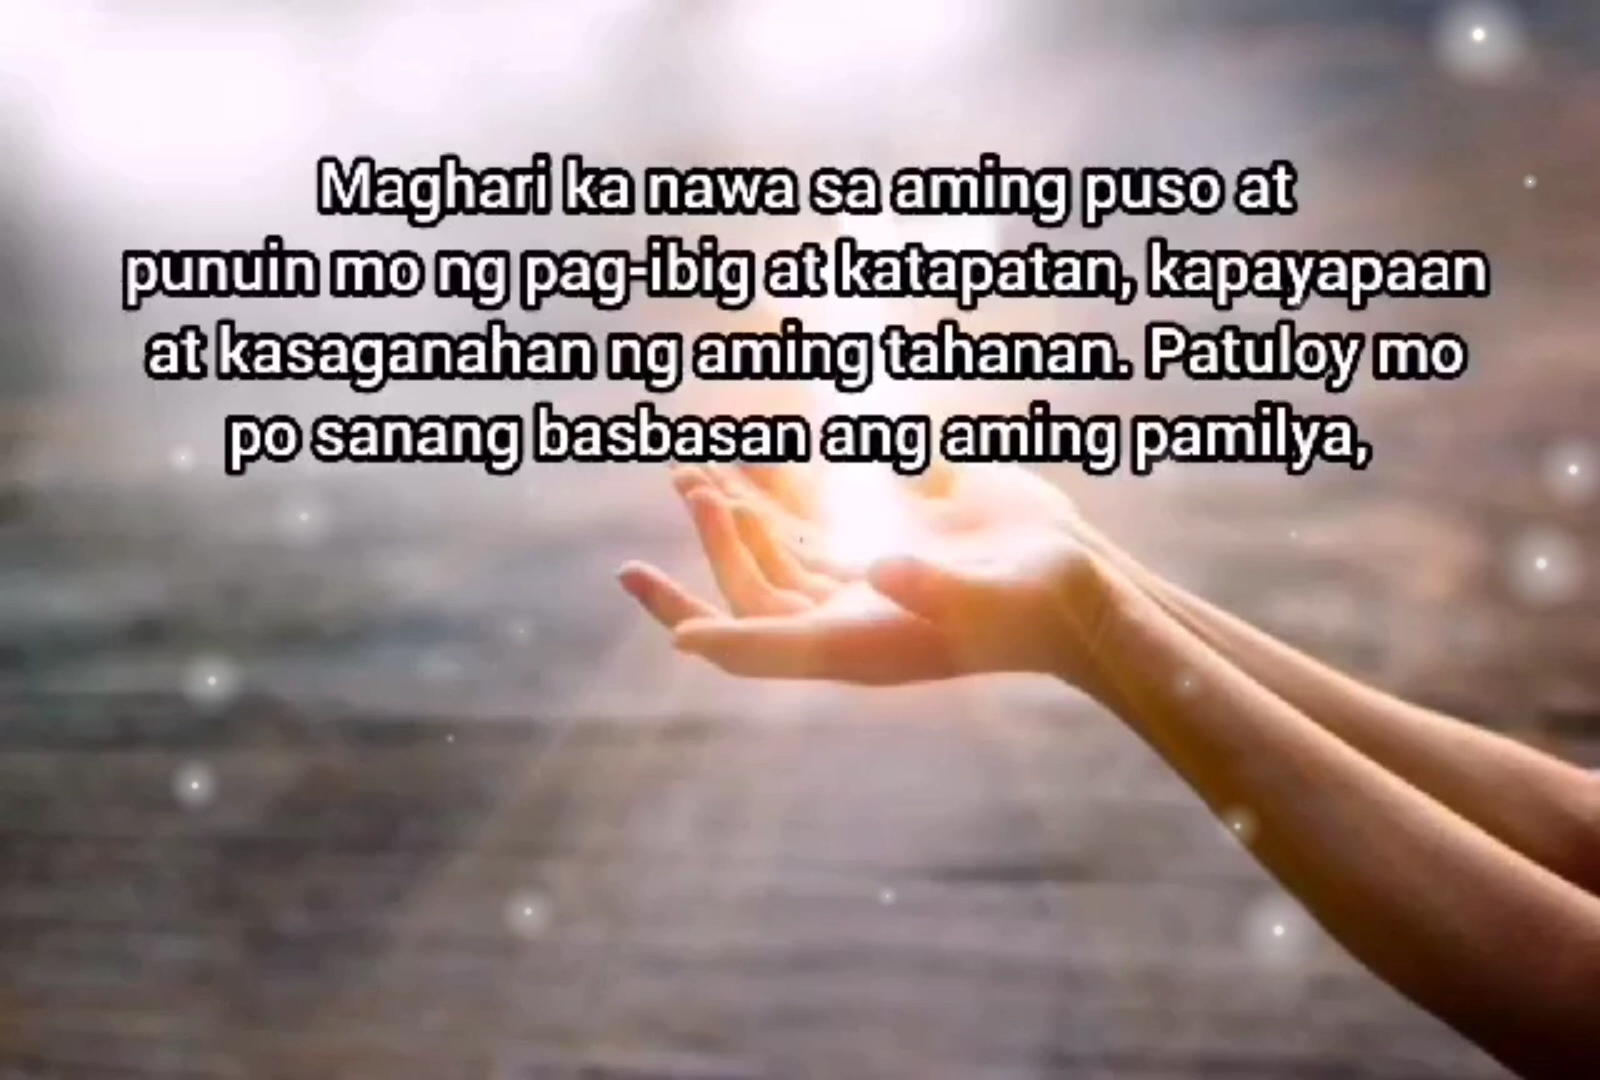 Maghari ka nawa sa aming puso at
punuin mo ng pag-ibig at katapatan, kapayapaan
at kasaganahan ng aming tahanan. Patuloy mo
po sanang basbasan ang aming pamilya,